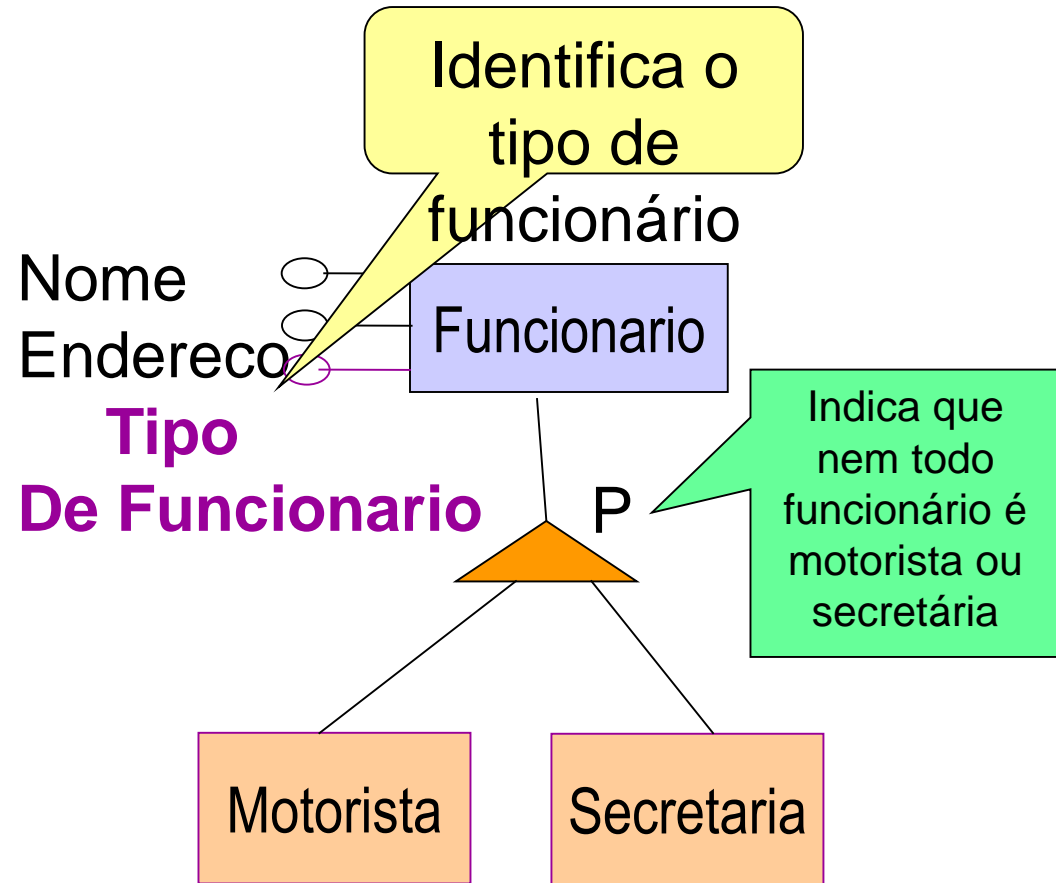 Identifica o
tipo de
funcionário
Nome
Endereco
Tipo
De Funcionario
Funcionario
P
Indica que
nem todo
funcionário é
motorista ou
secretária
Motorista
Secretaria